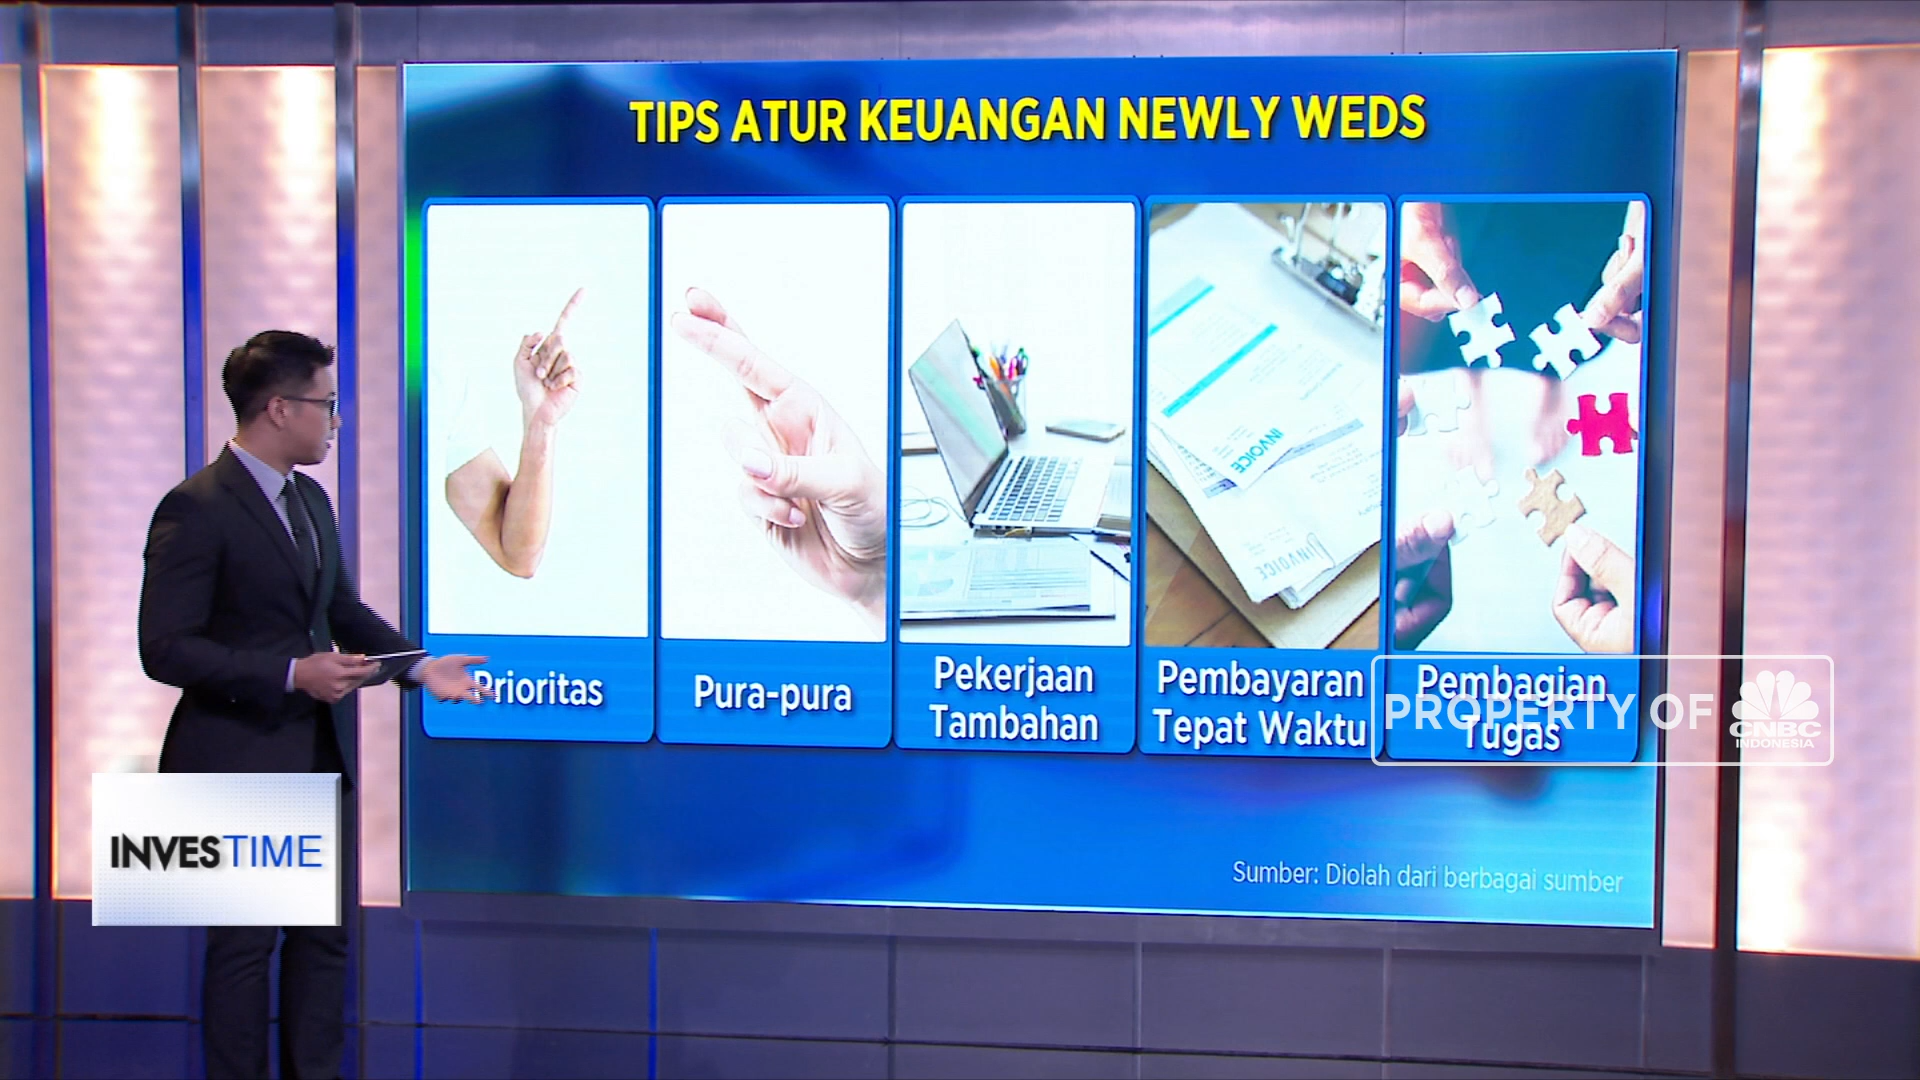 TIPS ATUR KEUANGAN NEWLY WEDS
INVOICE
INVOICE
Prioritas
Pura-pura
Pekerjaan
Tambahan
Pembayaran
Tepat Waktu
Pembagian
Tugas
PROPERTY OF
CNBC
INDONESIA
INVESTIME
Sumber: Diolah dari berbagai sumber